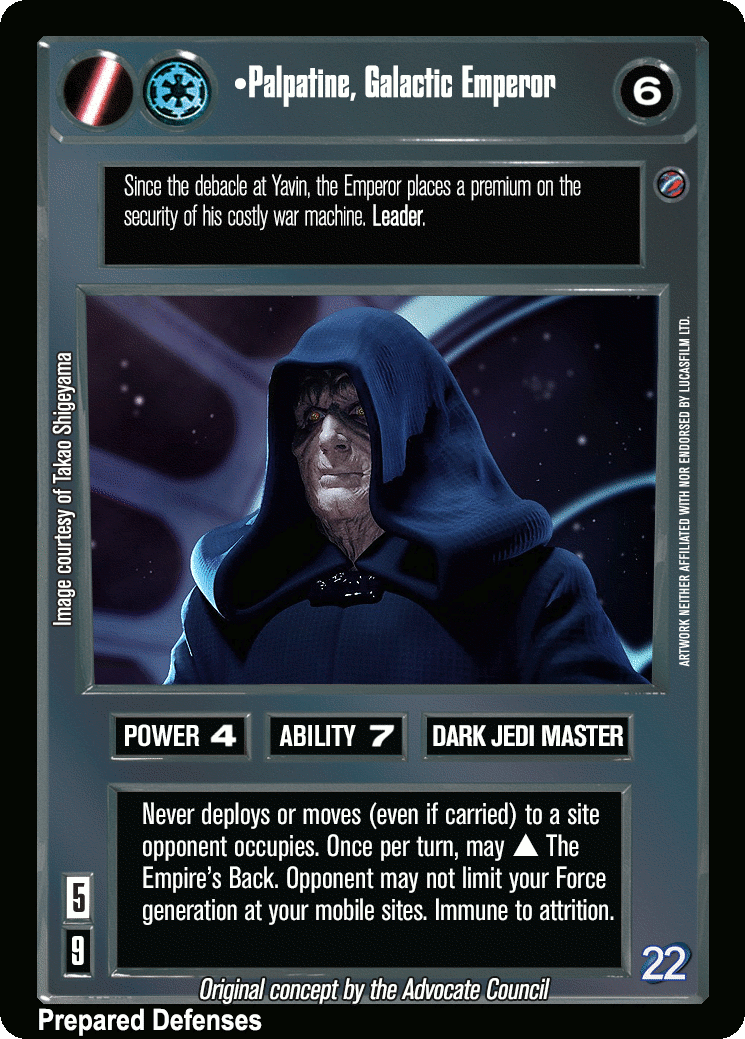 •Palpatine, Galactic Emperor
6
Since the debacle at Yavin, the Emperor places a premium on the
security of his costly war machine. Leader.
Image courtesy of Takao Shigeyama
ARTWORK NEITHER AFFILIATED WITH NOR ENDORSED BY LUCASFILM LTD.
POWER 4
ABILITY 7
DARK JEDI MASTER
Never deploys or moves (even if carried) to a site
opponent occupies. Once per turn, may ▲ The
Empire's Back. Opponent may not limit your Force
generation at your mobile sites. Immune to attrition.
5
9
22
Original concept by the Advocate Council
Prepared Defenses